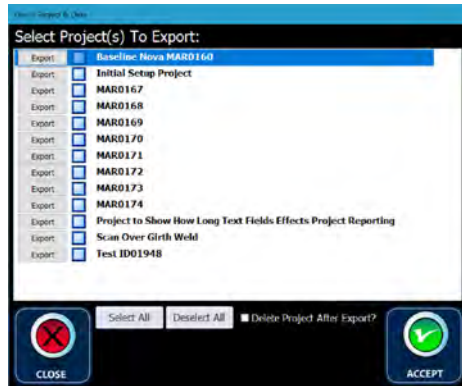 Select Project(s) To Export:
Export Baseline Nova MAR0160
Export Initial Setup Project
Export MAR0167
Export MAR0168
Export MAR0169
Export MAR0170
Export MAR0171
Export MAR0172
Export MAR0173
Export MAR0174
Export Project to Show How Long Text Fields Effects Project Reporting
Export Scan Over Girth Weld
Export Test ID01948
Select All Deselect All Delete Project After Export?
CLOSE ACCEPT